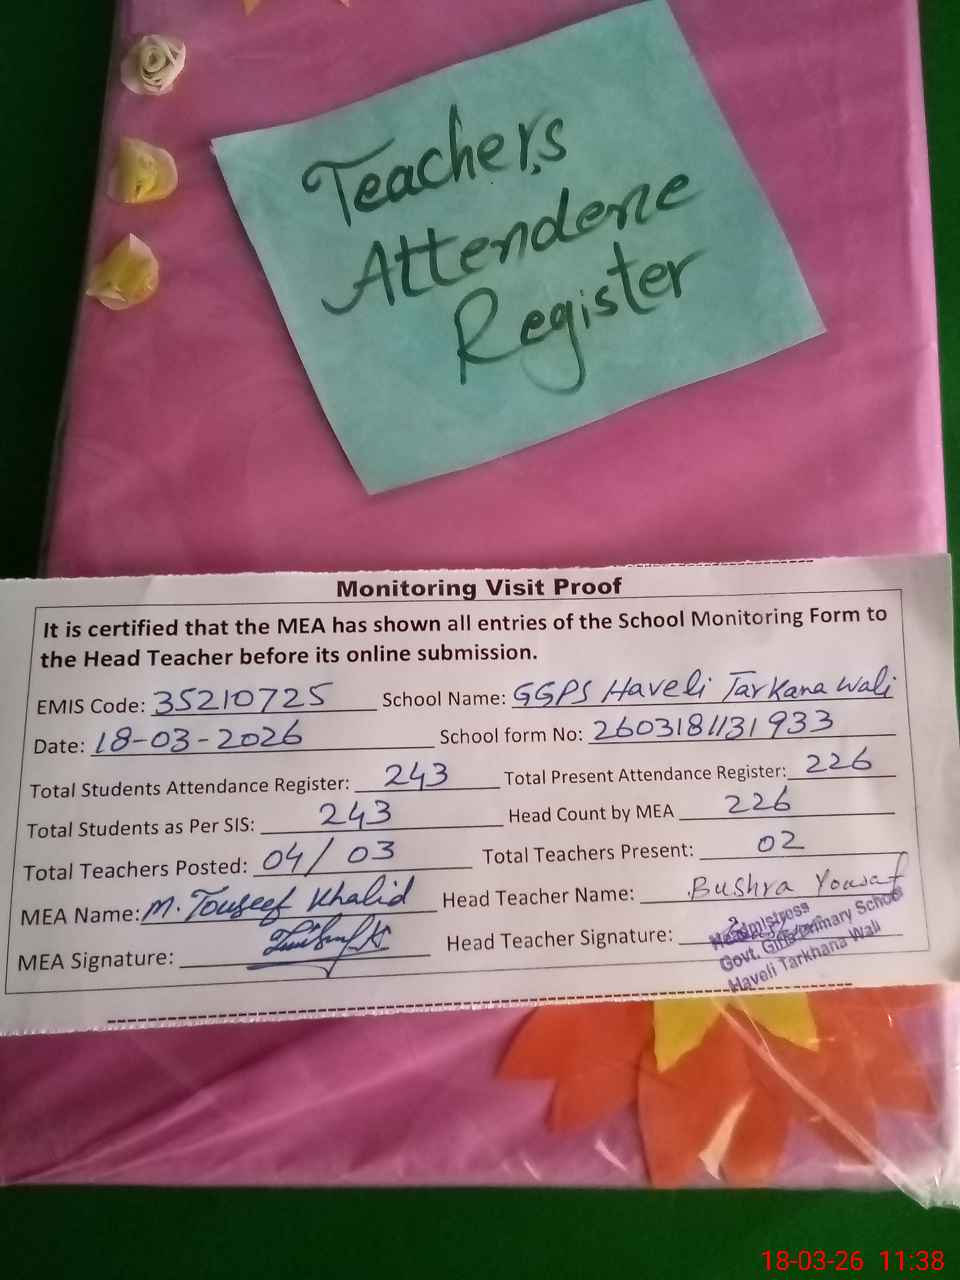 Teachers
Attendene
Register
Monitoring Visit Proof
It is certified that the MEA has shown all entries of the School Monitoring Form to
the Head Teacher before its online submission.
EMIS Code: 35210725 School Name: GGPS Haveli Tarkana Wali
Date: 18-03-2026 School form No: 2603181131933
Total Students Attendance Register: 243 Total Present Attendance Register: 226
Total Students as Per SIS: 243 Head Count by MEA 226
Total Teachers Posted: 04/03 Total Teachers Present: 02
MEA Name: M. Touseef Khalid Head Teacher Name: Bushra Yousaf
MEA Signature: Head Teacher Signature:
Headmistress
Govt. Girls Primary School
Haveli Tarkhana Wali
18-03-26 11:38